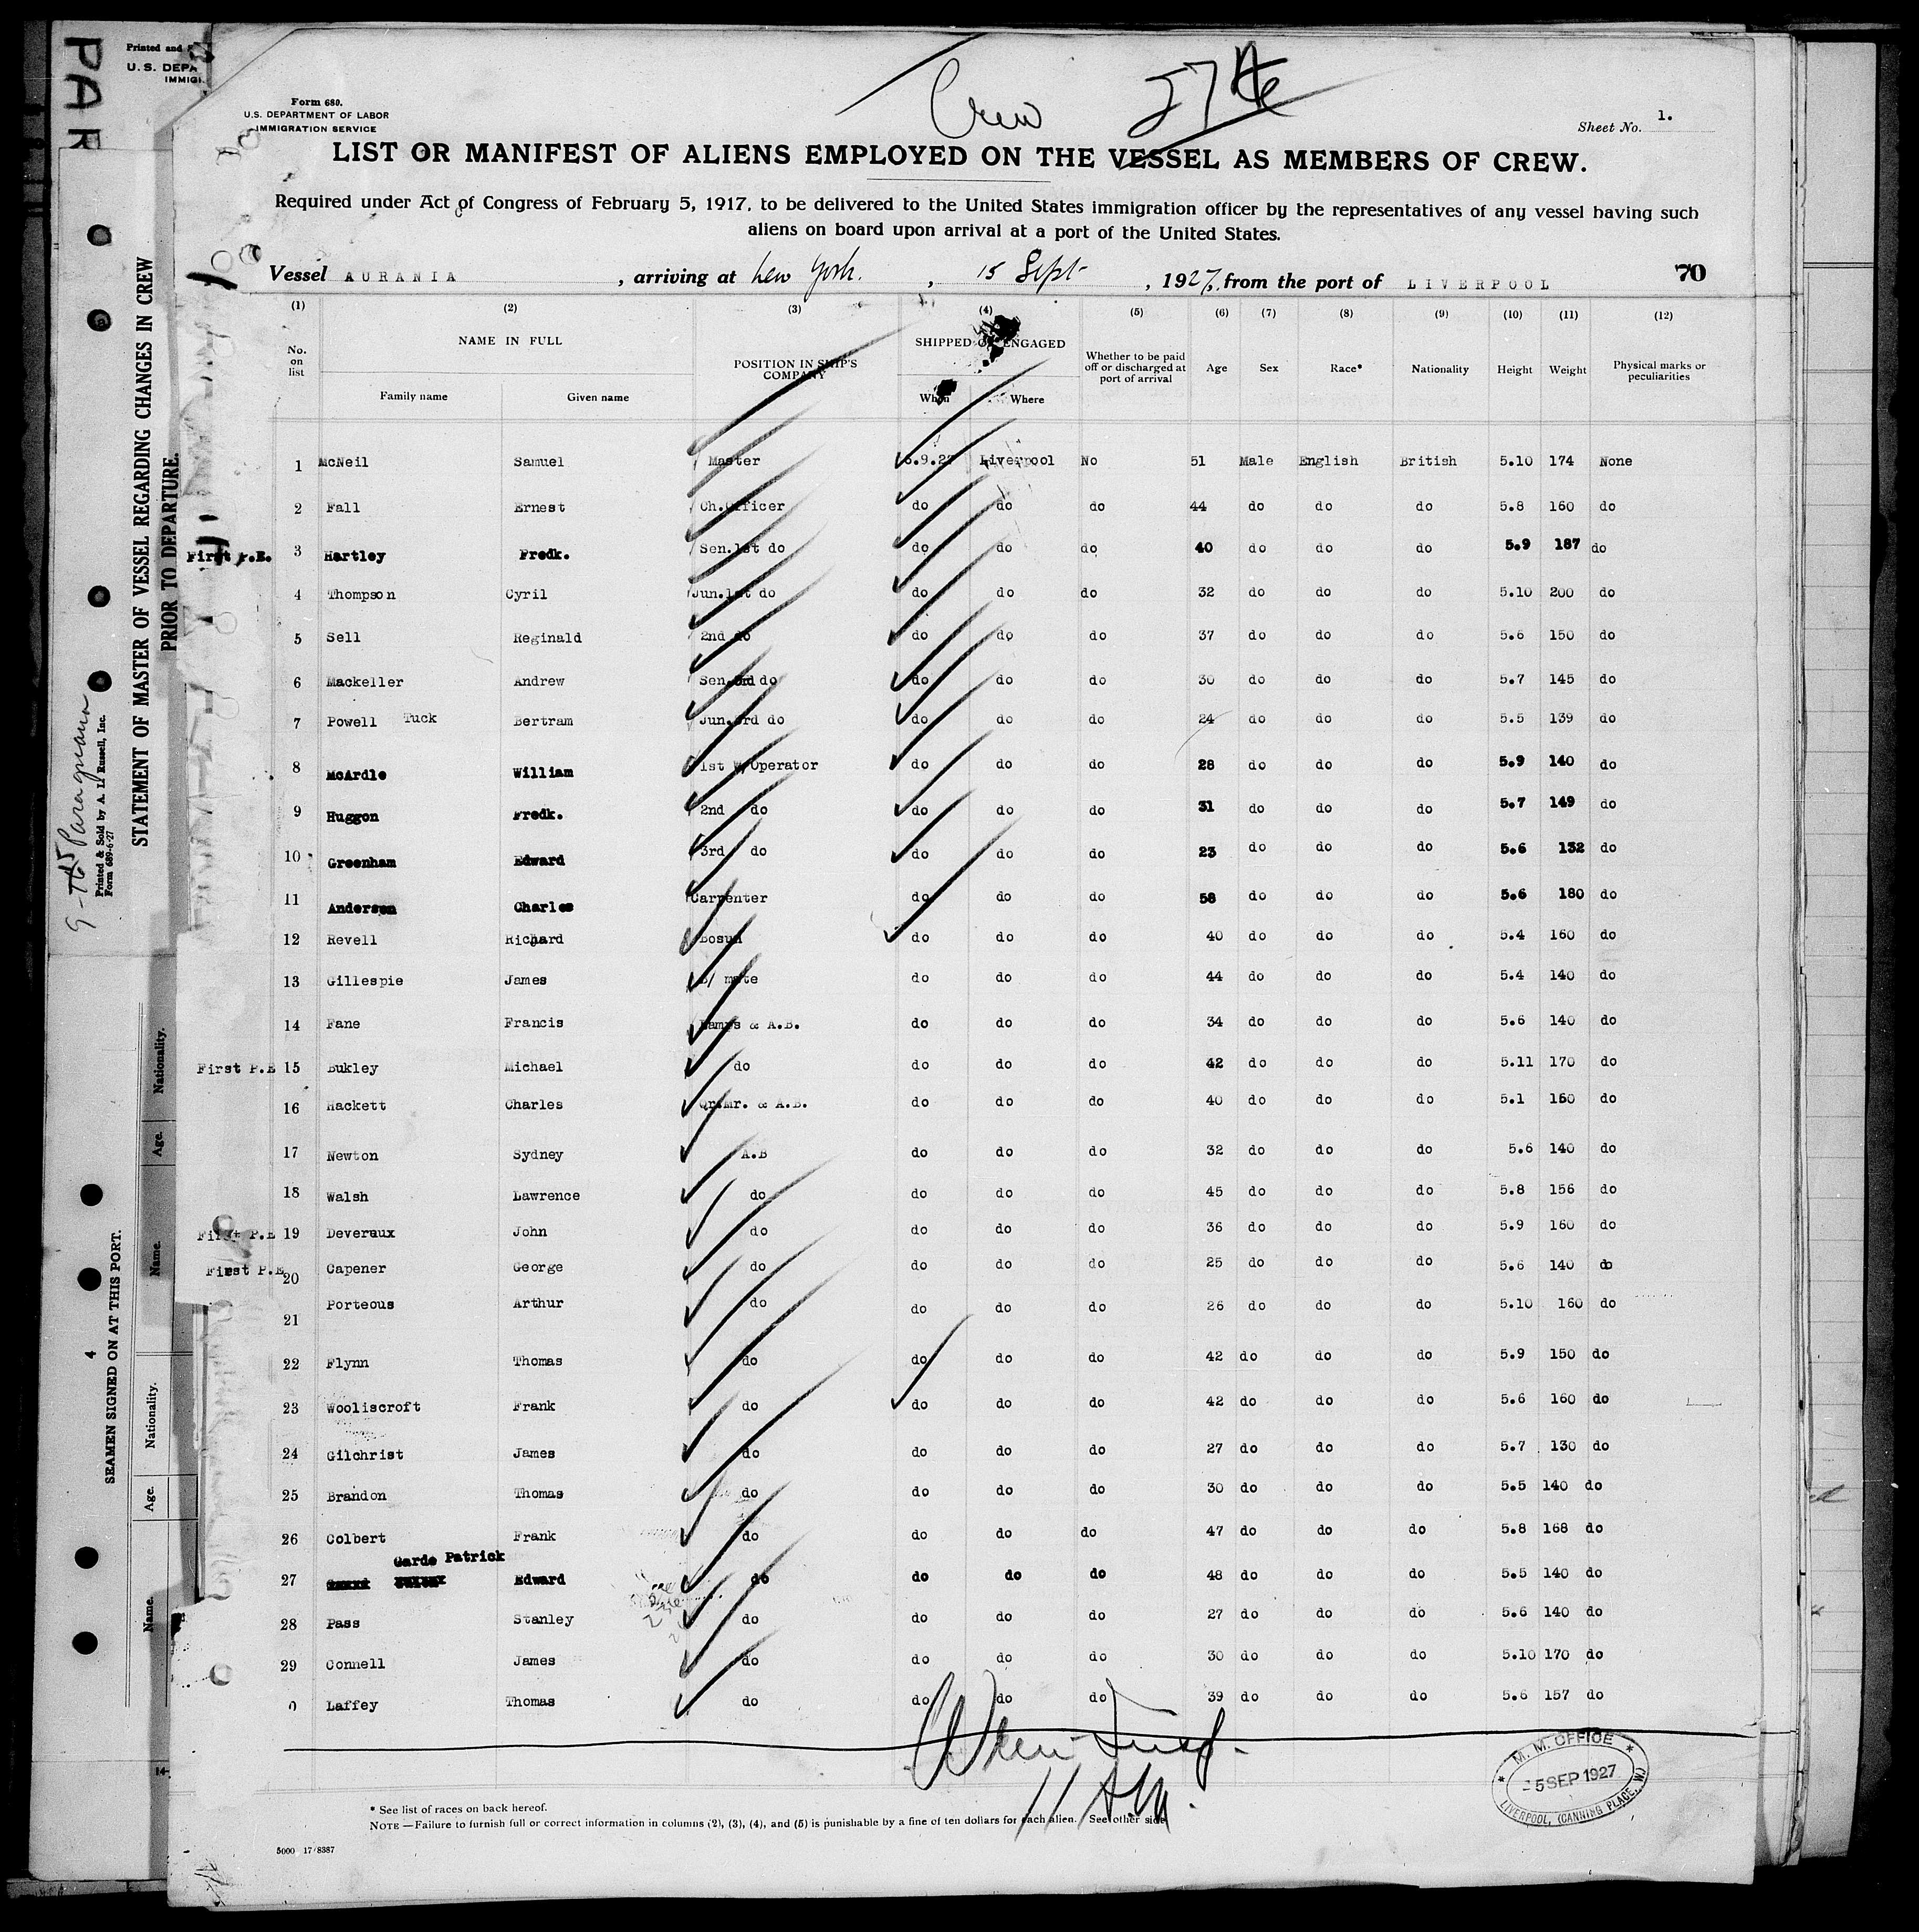 Crew
Form 680.
U.S. DEPARTMENT OF LABOR
IMMIGRATION SERVICE
Sheet No. 1.
LIST OR MANIFEST OF ALIENS EMPLOYED ON THE VESSEL AS MEMBERS OF CREW.
Required under Act of Congress of February 5, 1917, to be delivered to the United States immigration officer by the representatives of any vessel having such
aliens on board upon arrival at a port of the United States.
Vessel AURANIA, arriving at New York., 15 Sept, 1927, from the port of LIVERPOOL 70
(1) (2) (3) (4) (5) (6) (7) (8) (9) (10) (11) (12)
No. on list NAME IN FULL POSITION IN SHIP'S COMPANY SHIPPED OR ENGAGED Whether to be paid off or discharged at port of arrival Age Sex Race* Nationality Height Weight Physical marks or peculiarities
Family name Given name When Where
1 McNeil Samuel Master 6.9.27 Liverpool No 51 Male English British 5.10 174 None
2 Fall Ernest Ch.Officer do do do 44 do do do 5.8 160 do
First P.E. 3 Hartley Fredk. Sen.1st do do do do 40 do do do 5.9 187 do
4 Thompson Cyril Jun.1st do do do do 32 do do do 5.10 200 do
5 Sell Reginald 2nd do do do do 37 do do do 5.6 150 do
6 Mackeller Andrew Sen.3rd do do do do 30 do do do 5.7 145 do
7 Powell Tuck Bertram Jun.3rd do do do do 24 do do do 5.5 139 do
8 McArdle William 1st W/Operator do do do 28 do do do 5.9 140 do
9 Huggon Fredk. 2nd do do do do 31 do do do 5.7 149 do
10 Greenham Edward 3rd do do do do 23 do do do 5.6 132 do
11 Anderson Charles Carpenter do do do 58 do do do 5.6 180 do
12 Revell Richard Bosun do do do 40 do do do 5.4 160 do
13 Gillespie James B/ mate do do do 44 do do do 5.4 140 do
14 Fane Francis Lamps & A.B. do do do 34 do do do 5.6 140 do
First P.E 15 Bukley Michael do do do do 42 do do do 5.11 170 do
16 Hackett Charles Qr.Mr. & A.B. do do do 40 do do do 5.1 160 do
17 Newton Sydney A.B do do do 32 do do do 5.6 140 do
18 Walsh Lawrence do do do do 45 do do do 5.8 156 do
First P.E 19 Deveraux John do do do do 36 do do do 5.9 160 do
First P.E 20 Capener George do do do do 25 do do do 5.6 140 do
21 Porteous Arthur do do do do 26 do do do 5.10 160 do
22 Flynn Thomas do do do do 42 do do do 5.9 150 do
23 Wooliscroft Frank do do do do 42 do do do 5.6 160 do
24 Gilchrist James do do do do 27 do do do 5.7 130 do
25 Brandon Thomas do do do do 30 do do do 5.5 140 do
26 Colbert Frank do do do do 47 do do do 5.8 168 do
Garde Patrick
27 Edward do do do do 48 do do do 5.5 140 do
28 Pass Stanley do do do do 27 do do do 5.6 140 do
29 Connell James do do do do 30 do do do 5.10 170 do
0 Laffey Thomas do do do do 39 do do do 5.6 157 do
11 AM.
M. M. OFFICE
5 SEP 1927
LIVERPOOL, (CANNING PLACE, W.)
* See list of races on back hereof.
NOTE—Failure to furnish full or correct information in columns (2), (3), (4), and (5) is punishable by a fine of ten dollars for each alien. See other side
5000 17/8387
PAR
Printed and
U. S. DEPA
IMMIGI
STATEMENT OF MASTER OF VESSEL REGARDING CHANGES IN CREW
PRIOR TO DEPARTURE.
Paraguana
Printed & Sold by A. L. Russell, Inc.
Form 689-6-27
SEAMEN SIGNED ON AT THIS PORT.
4
Nationality.
Age.
Name.
Nationality.
Age.
Name.
14-